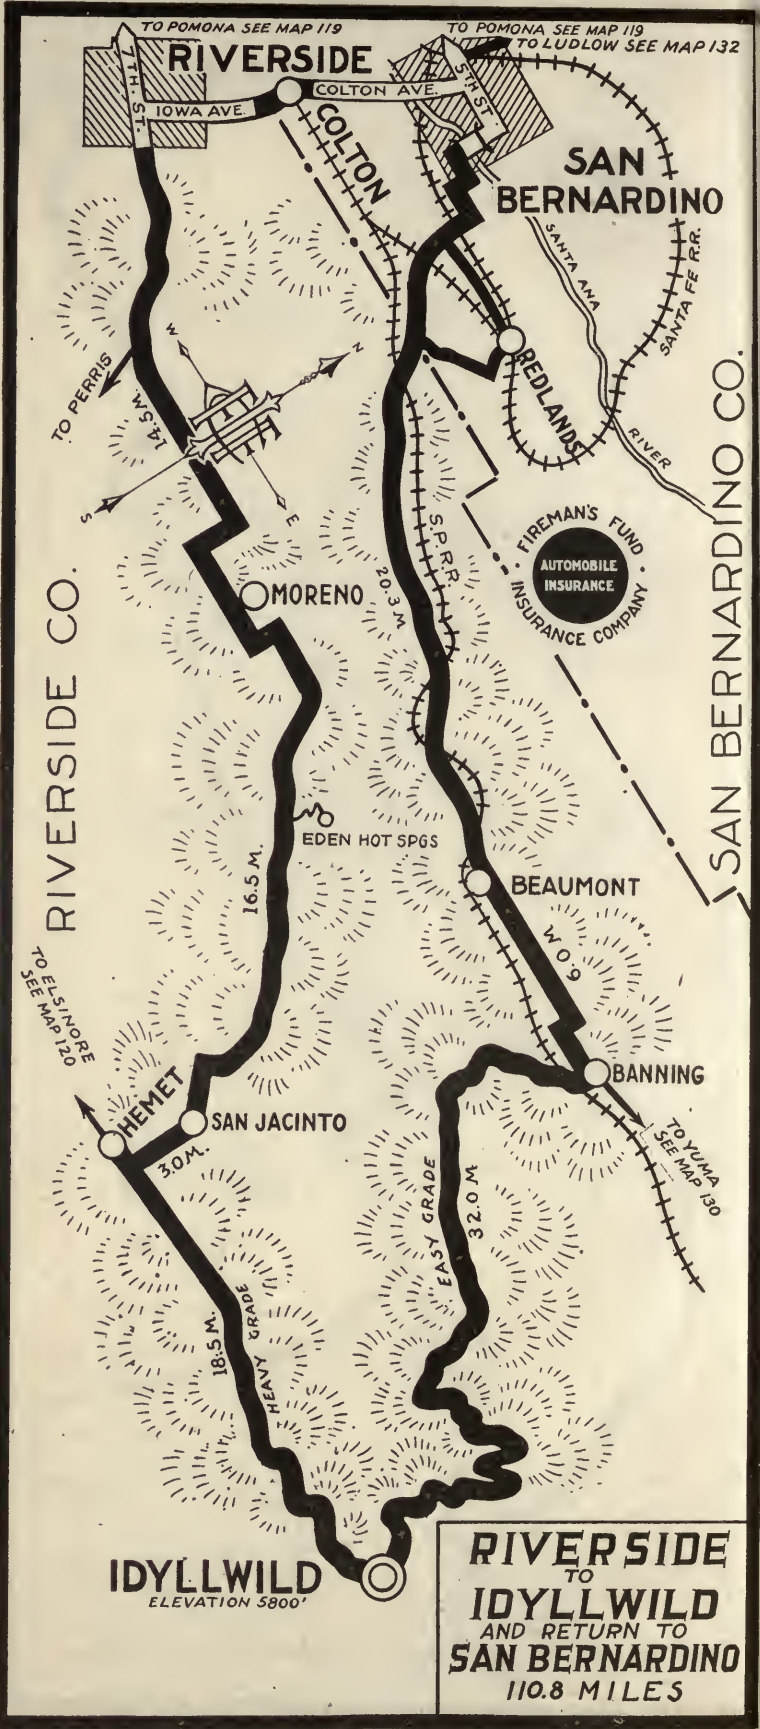 TO POMONA SEE MAP 119
TO POMONA SEE MAP 119
TO LUDLOW SEE MAP 132
RIVERSIDE
7TH. ST.
IOWA AVE.
COLTON AVE.
5TH ST
COLTON
SAN
BERNARDINO
SANTA ANA
RIVER
SANTA FE R.R.
REDLANDS
TO PERRIS
14.5 M.
W
N
S
E
S.P.R.R.
20.3 M
FIREMAN'S FUND
AUTOMOBILE
INSURANCE
INSURANCE COMPANY
MORENO
RIVERSIDE CO.
SAN BERNARDINO CO.
EDEN HOT SPGS
16.5 M.
BEAUMONT
6.0 M
TO ELSINORE
SEE MAP 120
HEMET
SAN JACINTO
3.0 M.
BANNING
TO YUMA
SEE MAP 130
EASY GRADE
32.0 M
18.5 M.
HEAVY GRADE
IDYLLWILD
ELEVATION 5800'
RIVERSIDE
TO
IDYLLWILD
AND RETURN TO
SAN BERNARDINO
110.8 MILES